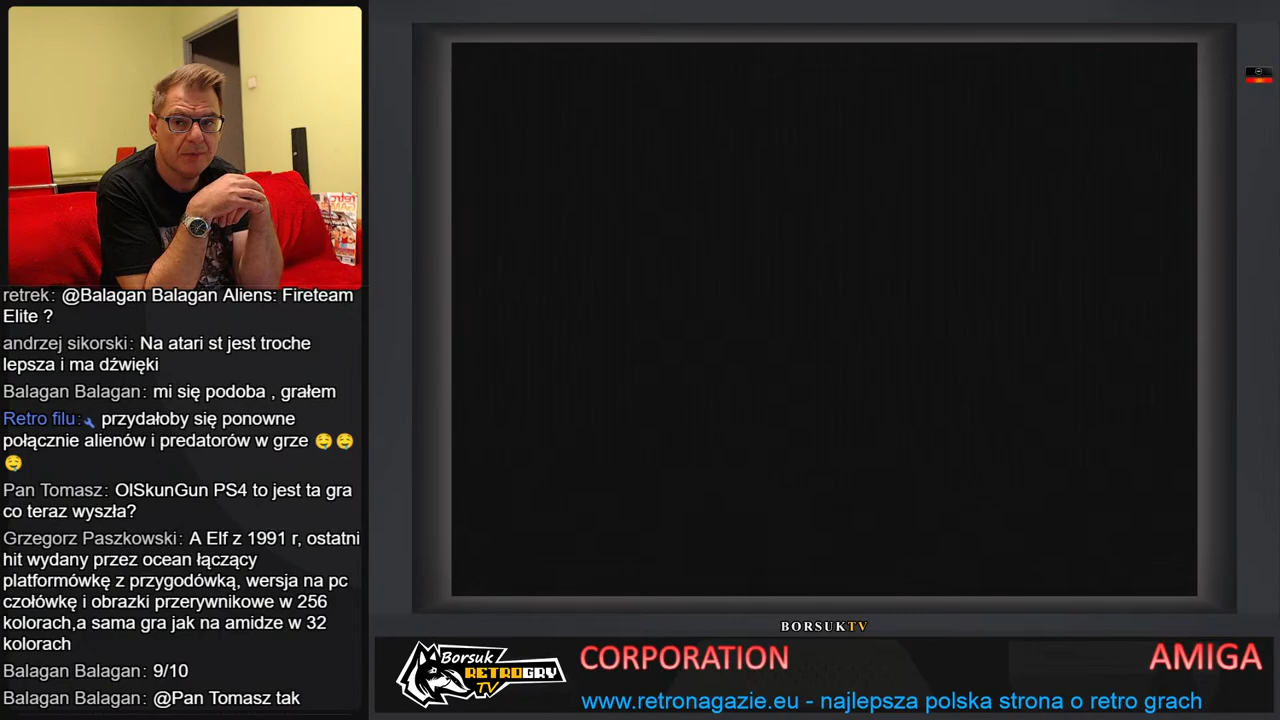 retrek: @Balagan Balagan Aliens: Fireteam
Elite ?
andrzej sikorski: Na atari st jest troche
lepsza i ma dźwięki
Balagan Balagan: mi się podoba , grałem
Retro filu: przydałoby się ponowne
połącznie alienów i predatorów w grze 🤤🤤
🤤
Pan Tomasz: OlSkunGun PS4 to jest ta gra
co teraz wyszła?
Grzegorz Paszkowski: A Elf z 1991 r, ostatni
hit wydany przez ocean łączący
platformówkę z przygodówką, wersja na pc
czołówkę i obrazki przerywnikowe w 256
kolorach,a sama gra jak na amidze w 32
kolorach
Balagan Balagan: 9/10
Balagan Balagan: @Pan Tomasz tak
BORSUKTV
Borsuk
RETROGRY
TV
CORPORATION
AMIGA
www.retronagazie.eu - najlepsza polska strona o retro grach